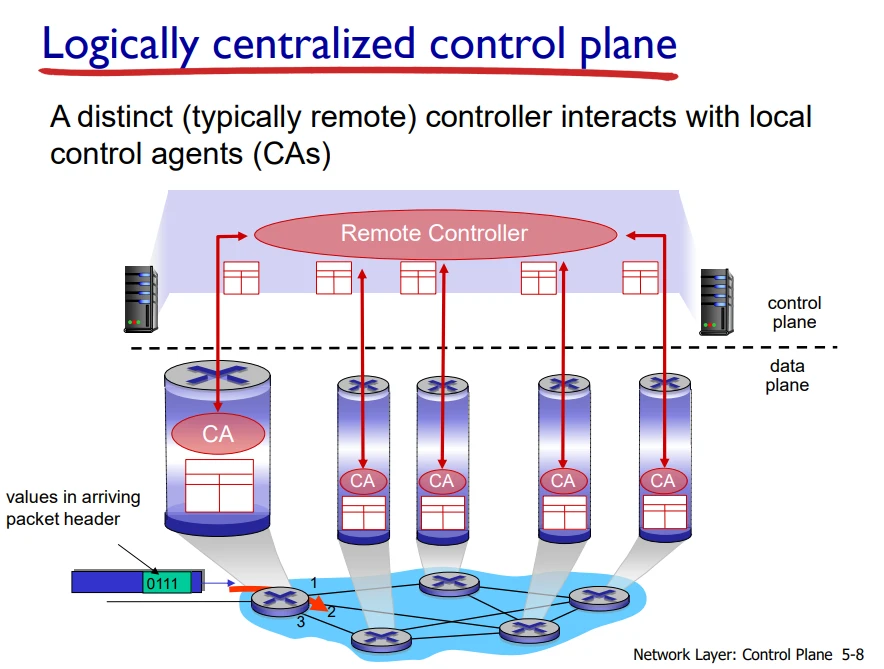 Logically centralized control plane
A distinct (typically remote) controller interacts with local
control agents (CAs)
Remote Controller
control
plane
data
plane
CA
CA
CA
CA
CA
values in arriving
packet header
0111
1
2
3
Network Layer: Control Plane 5-8